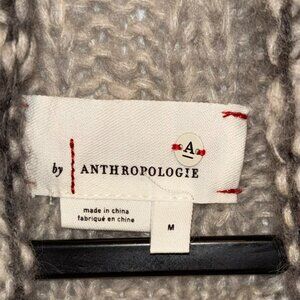 A
by ANTHROPOLOGIE
made in china
fabriqué en chine
M